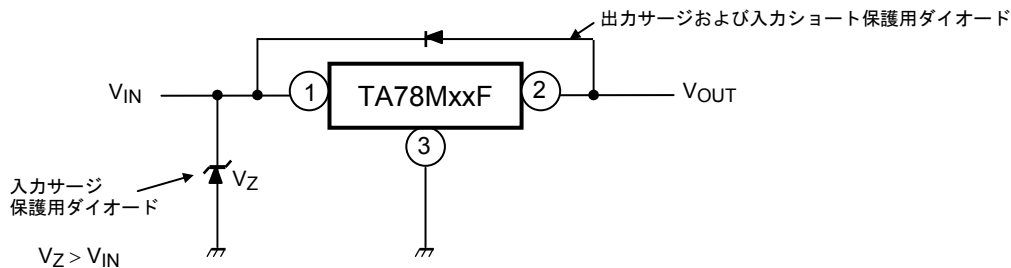 出力サージおよび入力ショート保護用ダイオード
VIN
1
TA78MxxF
2
VOUT
3
VZ
入力サージ
保護用ダイオード
VZ > VIN